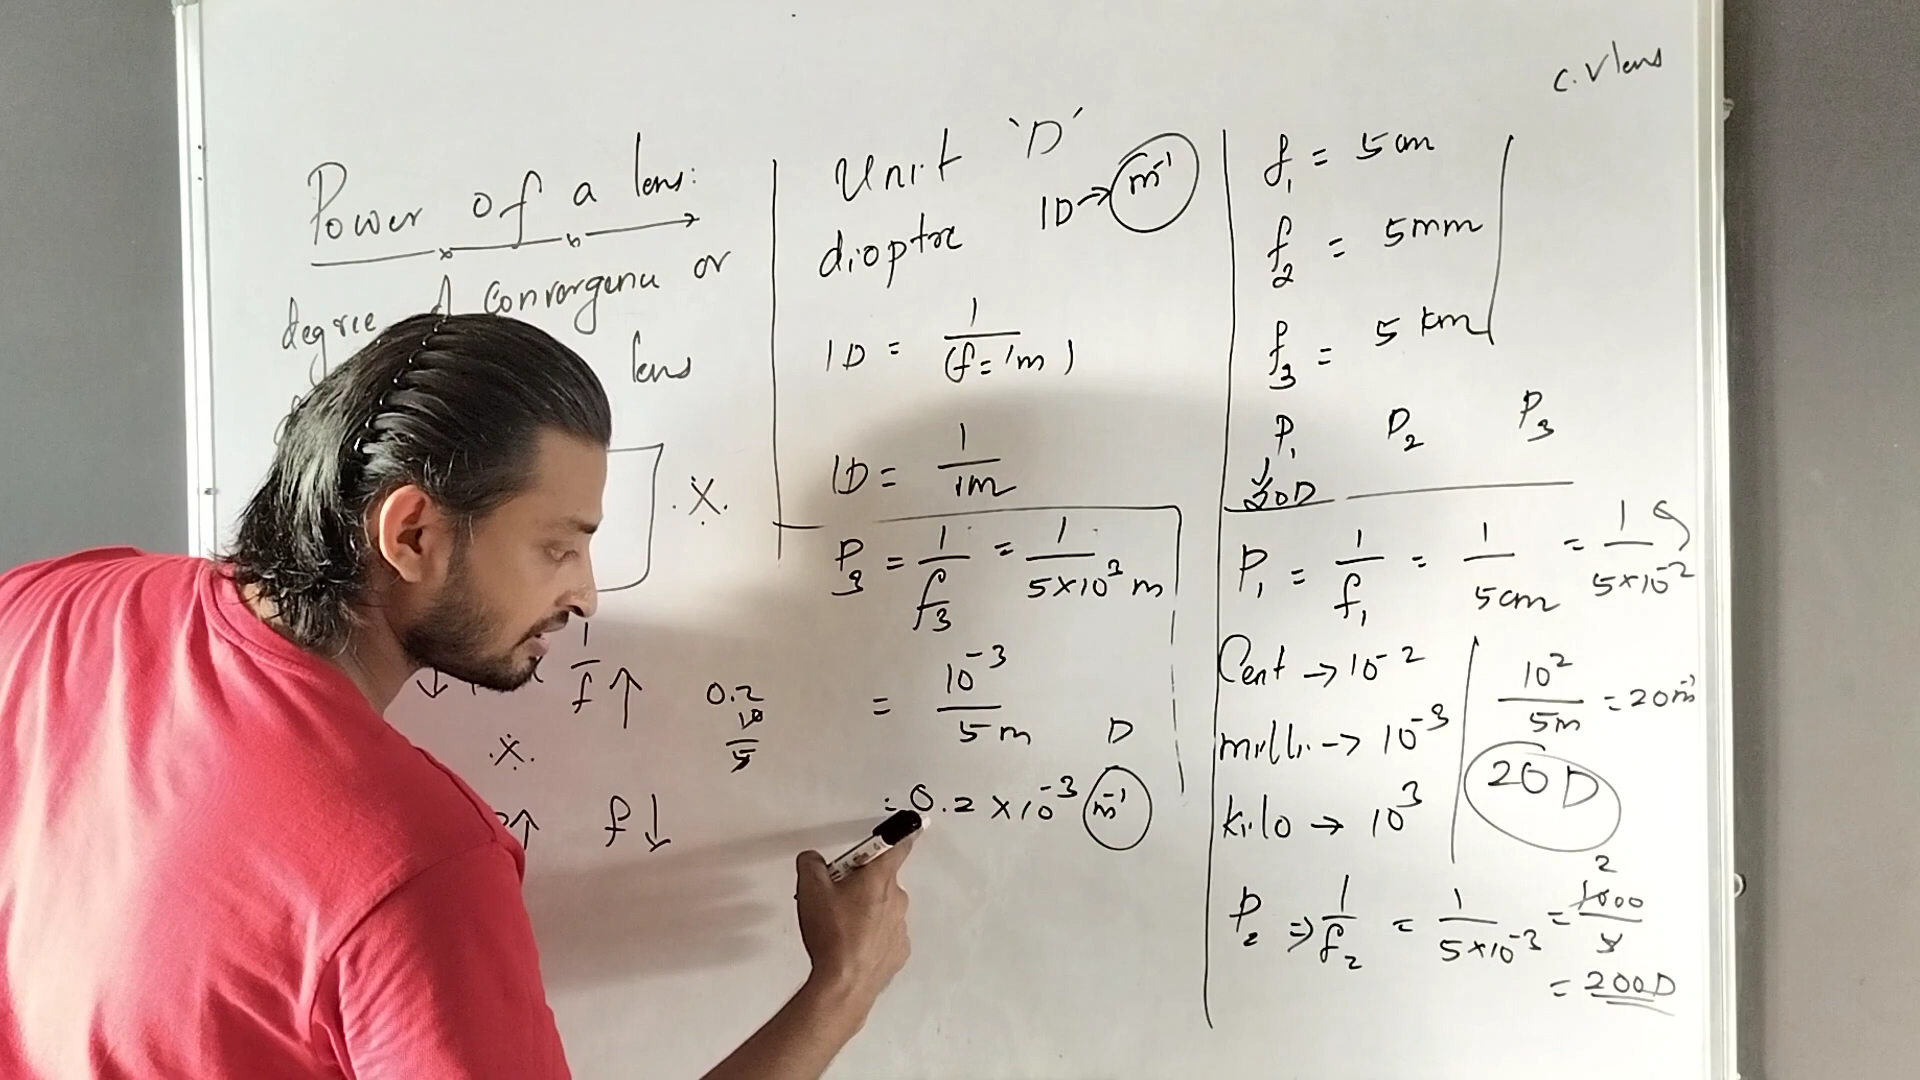 C. V lens
Power of a lens:
degree of convergence or
lens
1/f ↑
f ↓
0.2
10/5
Unit 'D'
dioptre
1D → m⁻¹
1D = 1/(f = 1m)
1D = 1/1m
P₃ = 1/f₃ = 1/5×10³ m
= 10⁻³/5m
D
= 0.2 × 10⁻³ m⁻¹
f₁ = 5 cm
f₂ = 5 mm
f₃ = 5 km
P₁ P₂ P₃
20D
P₁ = 1/f₁ = 1/5cm = 1/5×10⁻²
Cent → 10⁻²
milli → 10⁻³
kilo → 10³
10²/5m = 20m⁻¹
20 D
P₂ ⇒ 1/f₂ = 1/5×10⁻³ = 1000/5
2
= 200D